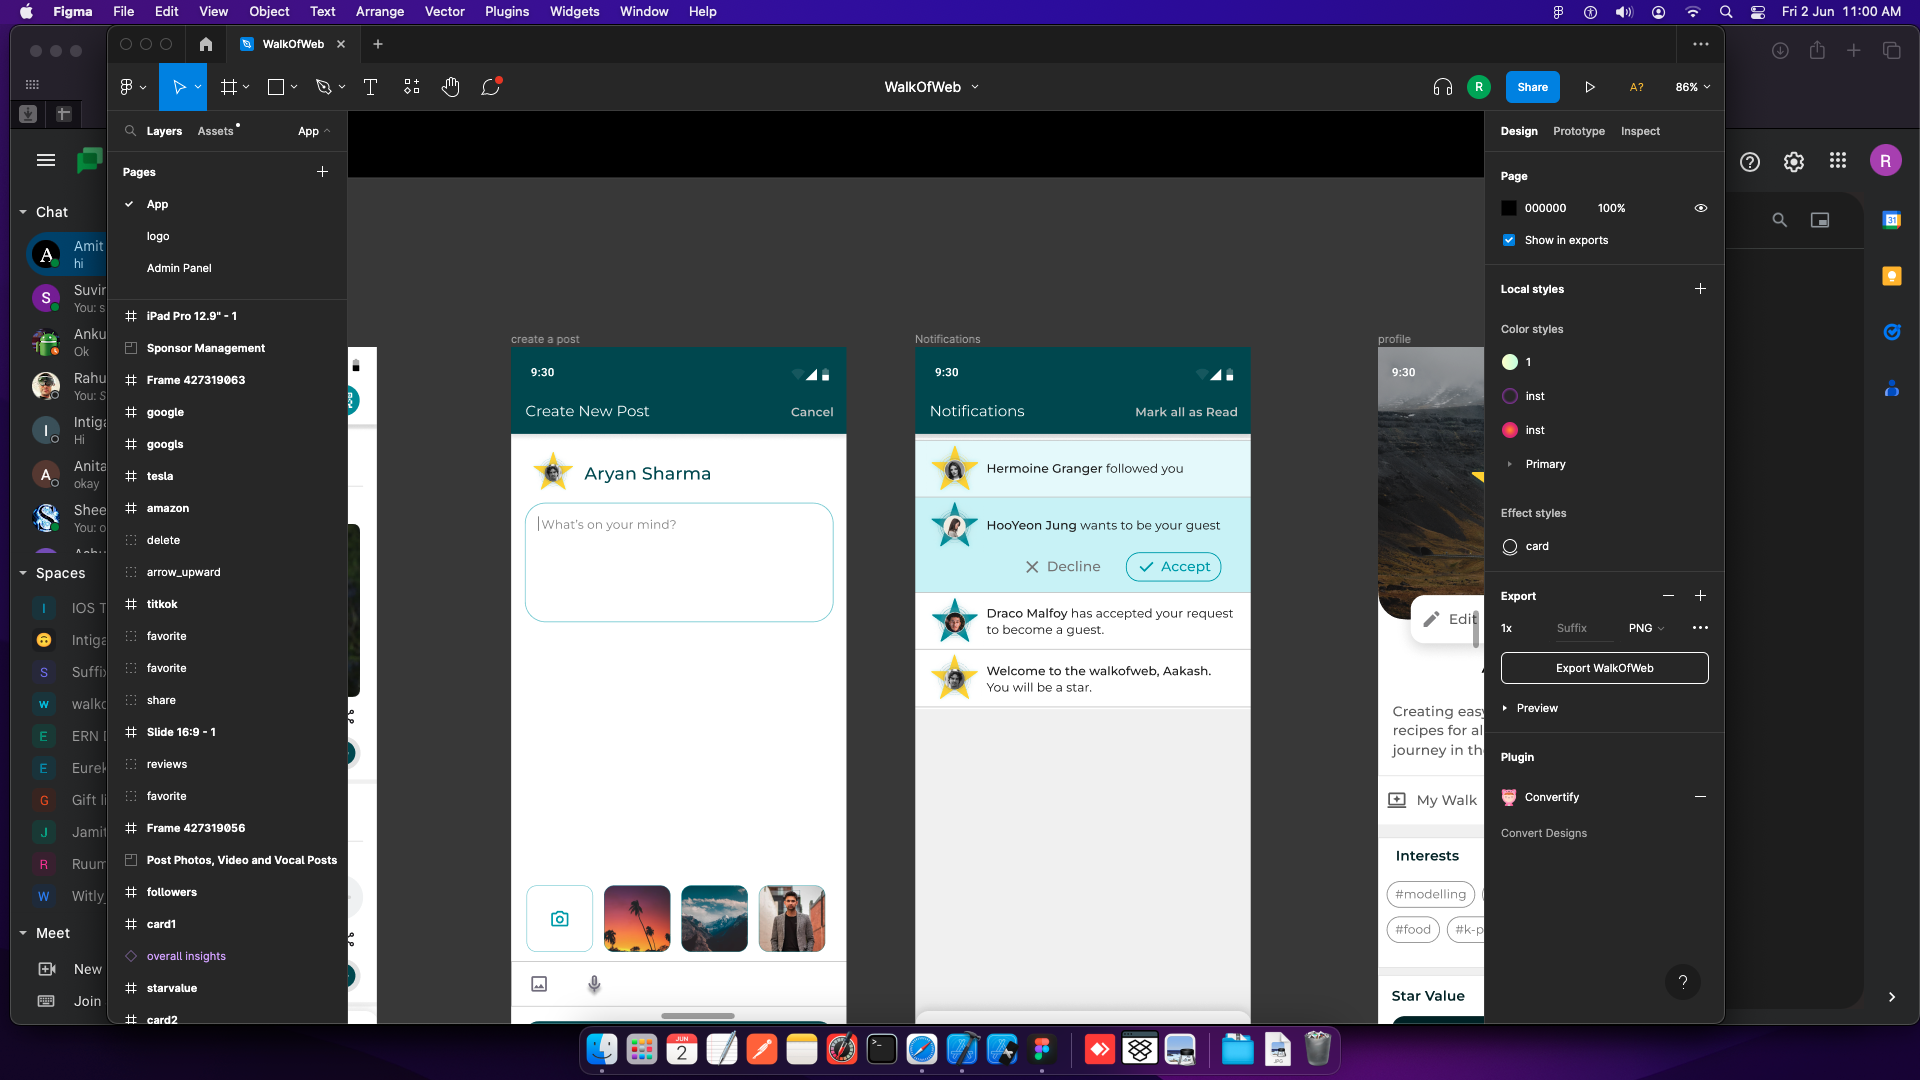 Figma File Edit View Object Text Arrange Vector Plugins Widgets Window Help
Fri 2 Jun 11:00 AM
WalkOfWeb
WalkOfWeb
R
Share
A?
86%
Layers Assets App
Pages
App
logo
Admin Panel
iPad Pro 12.9" - 1
Sponsor Management
Frame 427319063
google
googls
tesla
amazon
delete
arrow_upward
titkok
favorite
favorite
share
Slide 16:9 - 1
reviews
favorite
Frame 427319056
Post Photos, Video and Vocal Posts
followers
card1
overall insights
starvalue
card2
Chat
A
Amit
hi
S
Suvir
You: s
Anku
Ok
Rahu
You: S
I
Intiga
Hi
A
Anita
okay
Shee
You: o
Spaces
I
IOS T
Intiga
S
Suffix
w
walko
E
ERN I
E
Eurek
G
Gift li
J
Jamit
R
Ruum
W
Witly
Meet
New
Join
create a post
9:30
Create New Post
Cancel
Aryan Sharma
What's on your mind?
Notifications
9:30
Notifications
Mark all as Read
Hermoine Granger followed you
HooYeon Jung wants to be your guest
Decline
Accept
Draco Malfoy has accepted your request
to become a guest.
Welcome to the walkofweb, Aakash.
You will be a star.
profile
9:30
Edit
Creating easy
recipes for al
journey in th
My Walk
Interests
#modelling
#food
#k-p
Star Value
Design Prototype Inspect
Page
000000 100%
Show in exports
Local styles
Color styles
1
inst
inst
Primary
Effect styles
card
Export
1x Suffix PNG
Export WalkOfWeb
Preview
Plugin
Convertify
Convert Designs
?
R
31
JUN
2
JPG